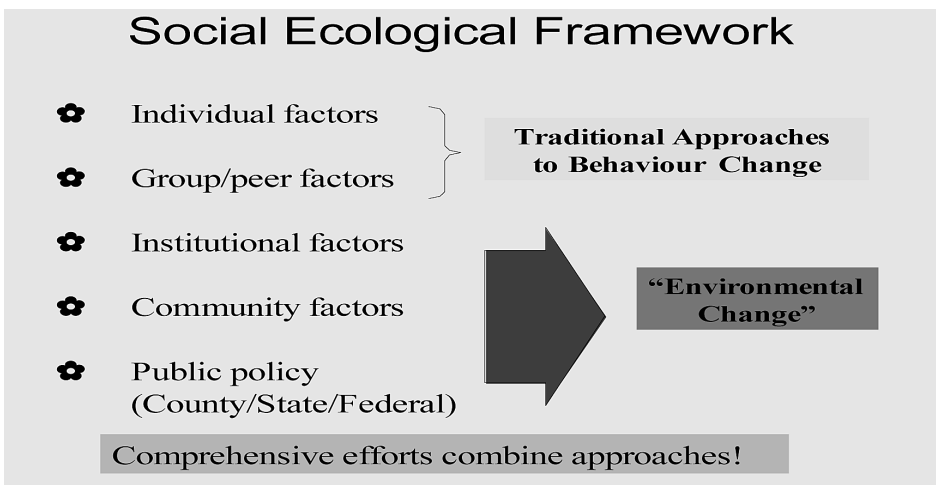 Social Ecological Framework
Individual factors
Group/peer factors
Traditional Approaches
to Behaviour Change
Institutional factors
Community factors
Public policy
(County/State/Federal)
“Environmental
Change”
Comprehensive efforts combine approaches!